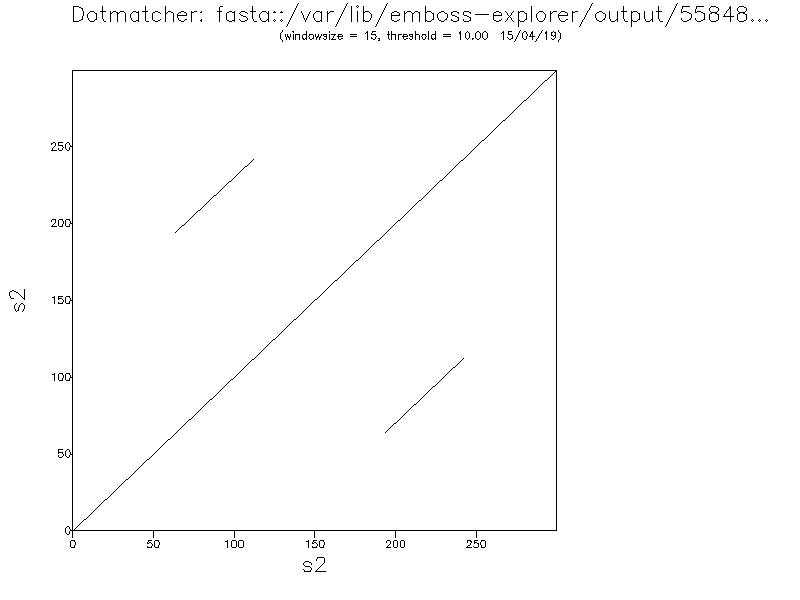 Dotmatcher: fasta::/var/lib/emboss-explorer/output/55848...
(windowsize = 15, threshold = 10.00  15/04/19)
250
200
150
100
50
0
s2
0 50 100 150 200 250
s2